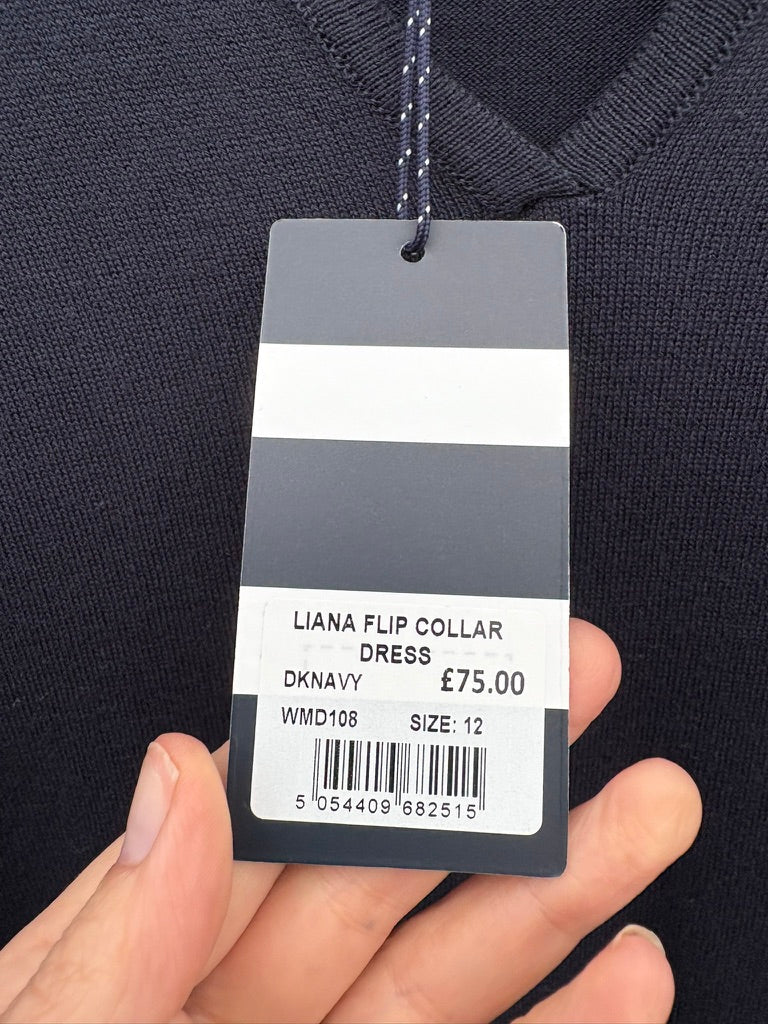 LIANA FLIP COLLAR
DRESS
DKNAVY £75.00
WMD108 SIZE: 12
5 054409 682515